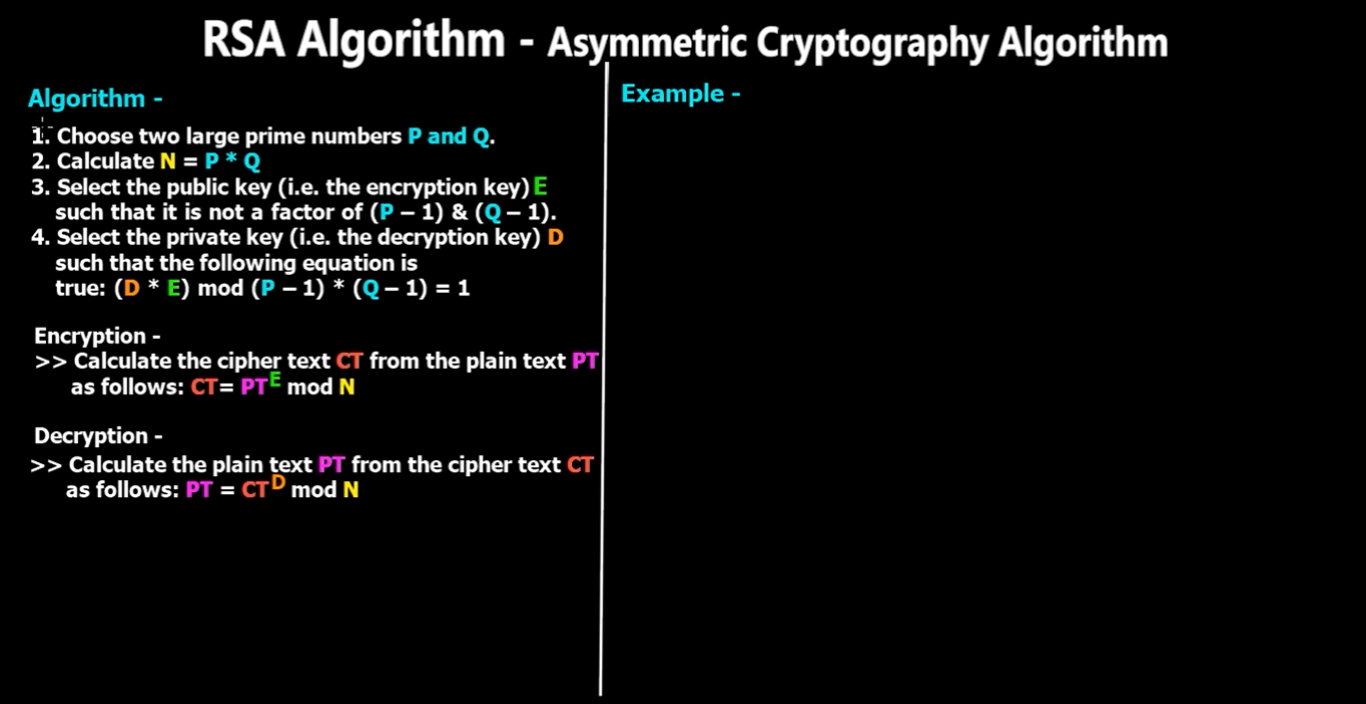 RSA Algorithm - Asymmetric Cryptography Algorithm
Algorithm -
1. Choose two large prime numbers P and Q.
2. Calculate N = P * Q
3. Select the public key (i.e. the encryption key) E
such that it is not a factor of (P – 1) & (Q – 1).
4. Select the private key (i.e. the decryption key) D
such that the following equation is
true: (D * E) mod (P – 1) * (Q – 1) = 1
Encryption -
>> Calculate the cipher text CT from the plain text PT
as follows: CT= PT^E mod N
Decryption -
>> Calculate the plain text PT from the cipher text CT
as follows: PT = CT^D mod N
Example -